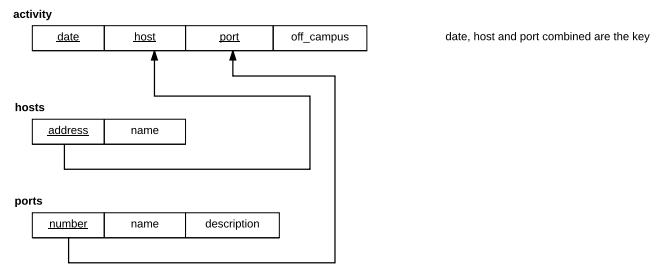 activity
date host port off_campus date, host and port combined are the key
hosts
address name
ports
number name description